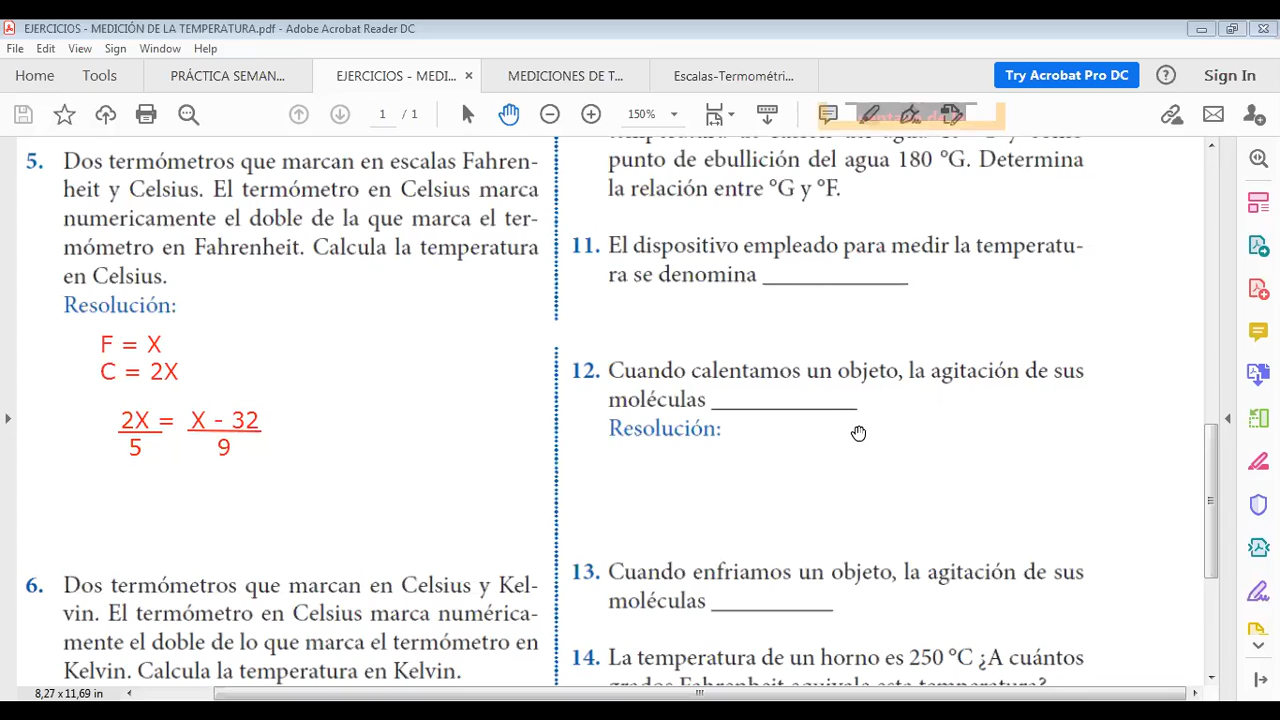 EJERCICIOS - MEDICIÓN DE LA TEMPERATURA.pdf - Adobe Acrobat Reader DC
File Edit View Sign Window Help
Home Tools PRÁCTICA SEMAN... EJERCICIOS - MEDI... × MEDICIONES DE T... Escalas-Termométri... Try Acrobat Pro DC Sign In
1 / 1 150%
5. Dos termómetros que marcan en escalas Fahren-
heit y Celsius. El termómetro en Celsius marca
numericamente el doble de la que marca el ter-
mómetro en Fahrenheit. Calcula la temperatura
en Celsius.
Resolución:
F = X
C = 2X
2X = X - 32
5 9
6. Dos termómetros que marcan en Celsius y Kel-
vin. El termómetro en Celsius marca numérica-
mente el doble de lo que marca el termómetro en
Kelvin. Calcula la temperatura en Kelvin.
punto de ebullición del agua 180 °G. Determina
la relación entre °G y °F.
11. El dispositivo empleado para medir la temperatu-
ra se denomina ____________
12. Cuando calentamos un objeto, la agitación de sus
moléculas ____________
Resolución:
13. Cuando enfriamos un objeto, la agitación de sus
moléculas __________
14. La temperatura de un horno es 250 °C ¿A cuántos
grados Fahrenheit equivale esta temperatura?
8,27 x 11,69 in